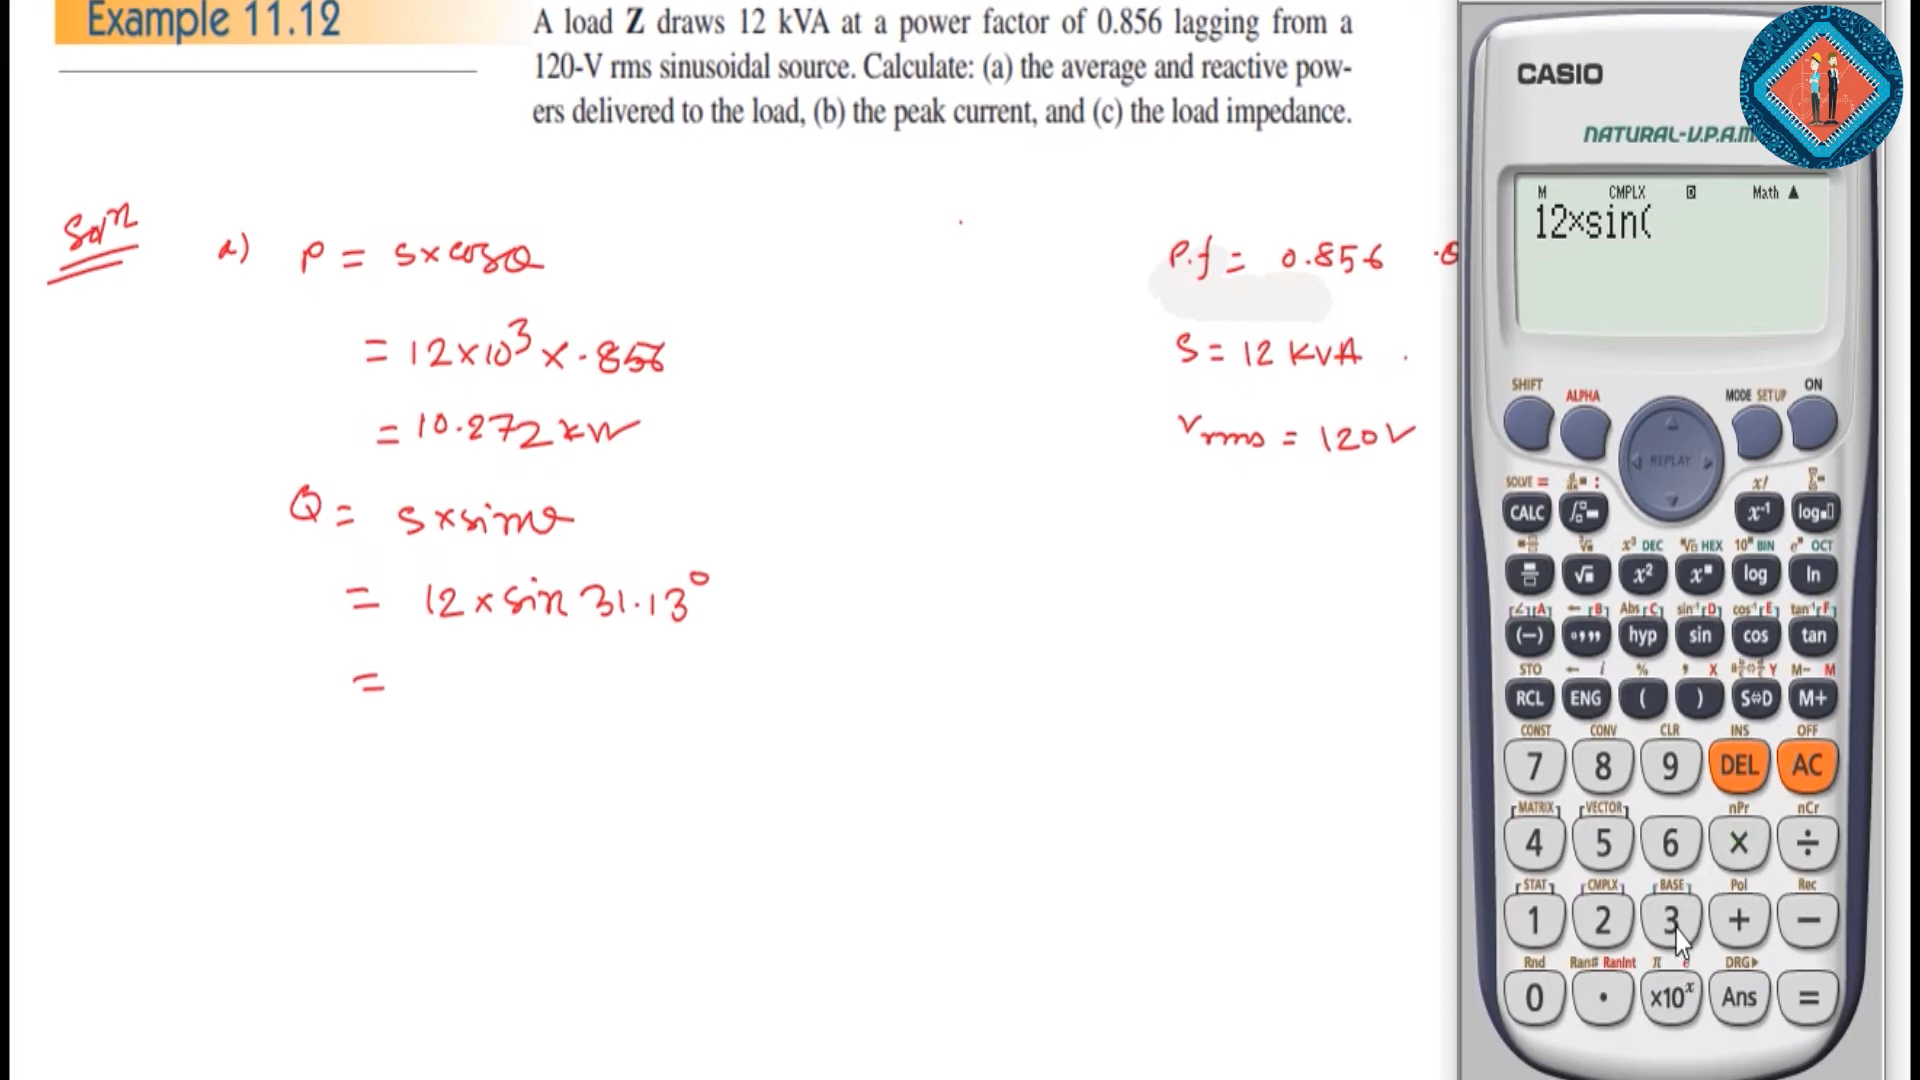 Example 11.12
A load Z draws 12 kVA at a power factor of 0.856 lagging from a
120-V rms sinusoidal source. Calculate: (a) the average and reactive pow-
ers delivered to the load, (b) the peak current, and (c) the load impedance.
Soln
a) P = S×cosθ
= 12×10³ × .856
= 10.272 kW
Q = S×sinθ
= 12 × sin 31.13°
=
P.f = 0.856
S = 12 KVA
Vrms = 120V
CASIO
NATURAL-V.P.A.M.
M CMPLX D Math ▲
12×sin(
SHIFT ALPHA MODE SETUP ON
REPLAY
SOLVE = x!
CALC x⁻¹ log
x³ DEC HEX 10ˣ BIN eˣ OCT
x² log ln
[∠][A] ← [B] Abs [C] sin⁻¹ [D] cos⁻¹ [E] tan⁻¹ [F]
(−) hyp sin cos tan
STO ← i % , X Y M− M
RCL ENG ( ) S⇔D M+
CONST CONV CLR INS OFF
7 8 9 DEL AC
[MATRIX] [VECTOR] nPr nCr
4 5 6 × ÷
[STAT] [CMPLX] [BASE] Pol Rec
1 2 3 + −
Rnd Ran# RanInt π e DRG▸
0 . ×10ˣ Ans =